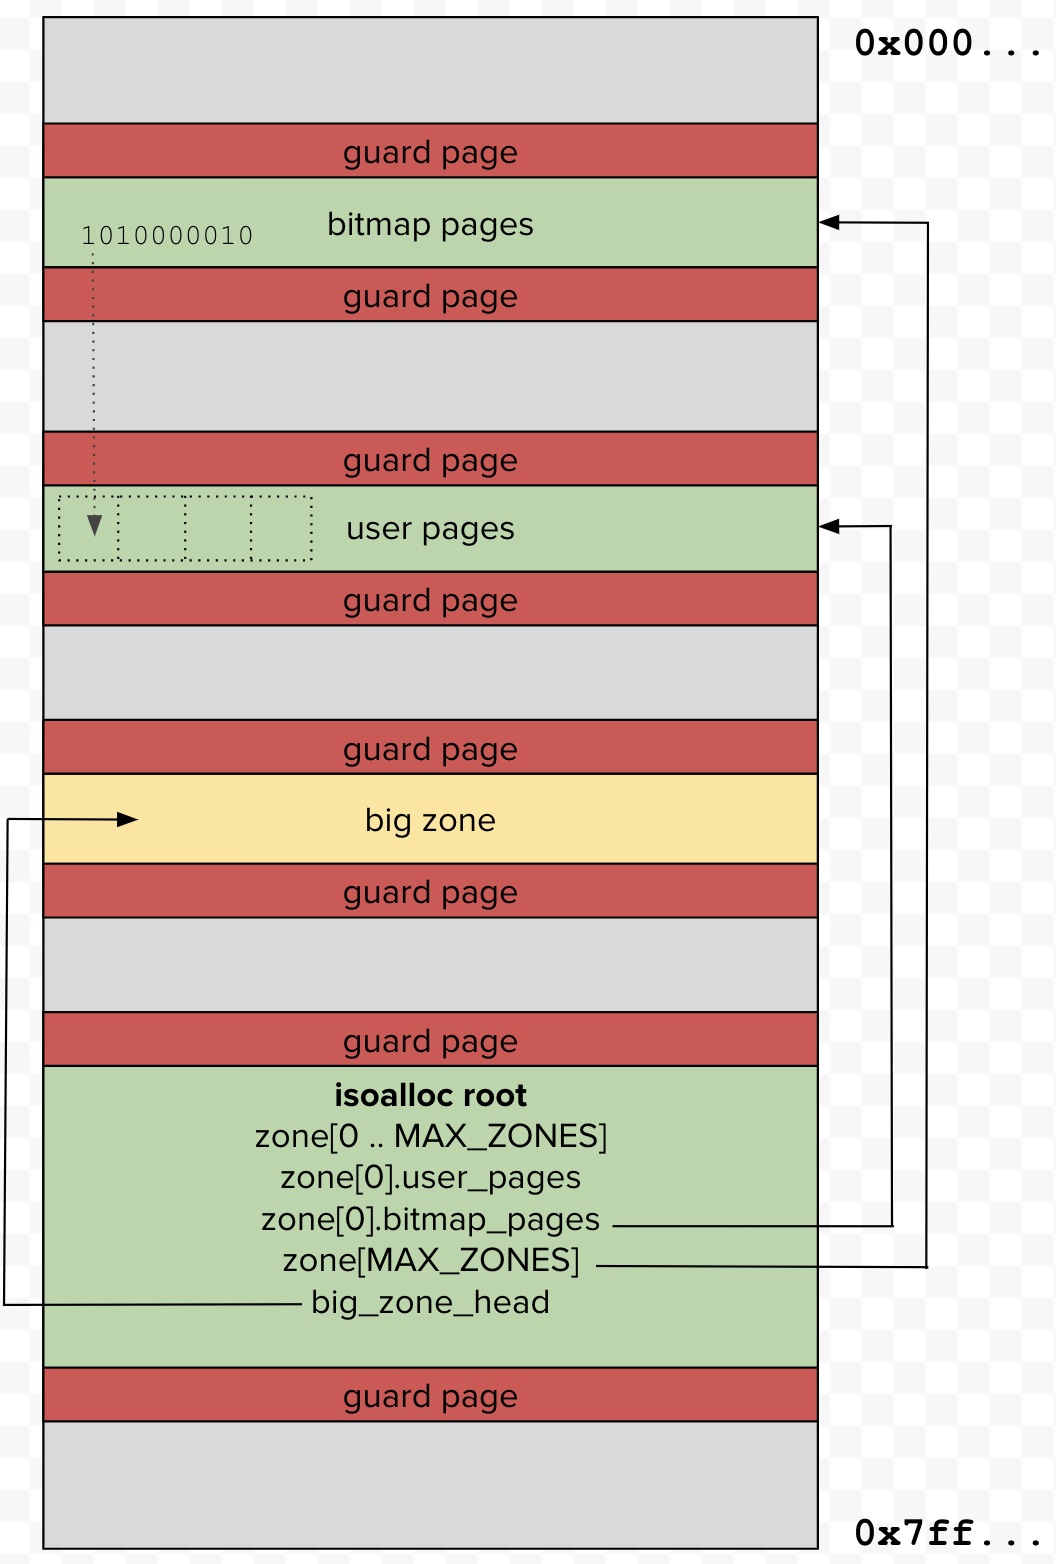 0x000...
guard page
bitmap pages
1010000010
guard page
guard page
user pages
guard page
guard page
big zone
guard page
guard page
isoalloc root
zone[0 .. MAX_ZONES]
zone[0].user_pages
zone[0].bitmap_pages
zone[MAX_ZONES]
big_zone_head
guard page
0x7ff...